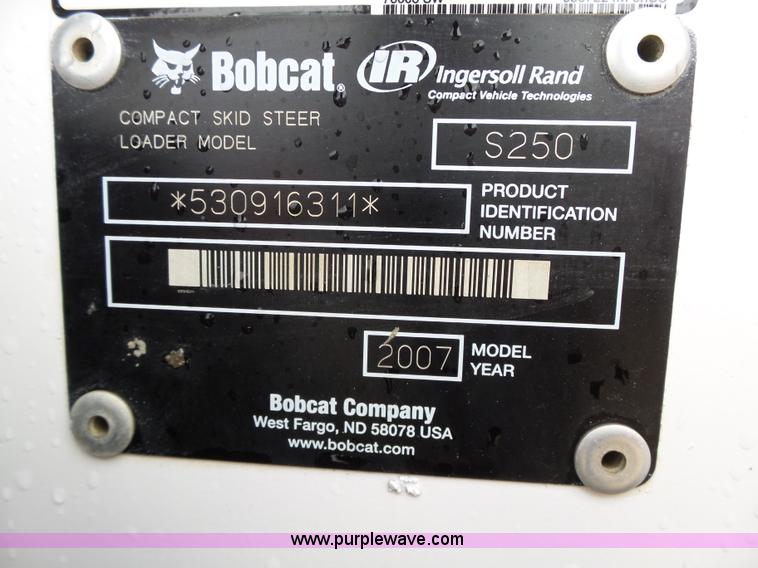 Bobcat® IR Ingersoll Rand
Compact Vehicle Technologies
COMPACT SKID STEER
LOADER MODEL
S250
*530916311*
PRODUCT
IDENTIFICATION
NUMBER
2007
MODEL
YEAR
Bobcat Company
West Fargo, ND 58078 USA
www.bobcat.com
www.purplewave.com